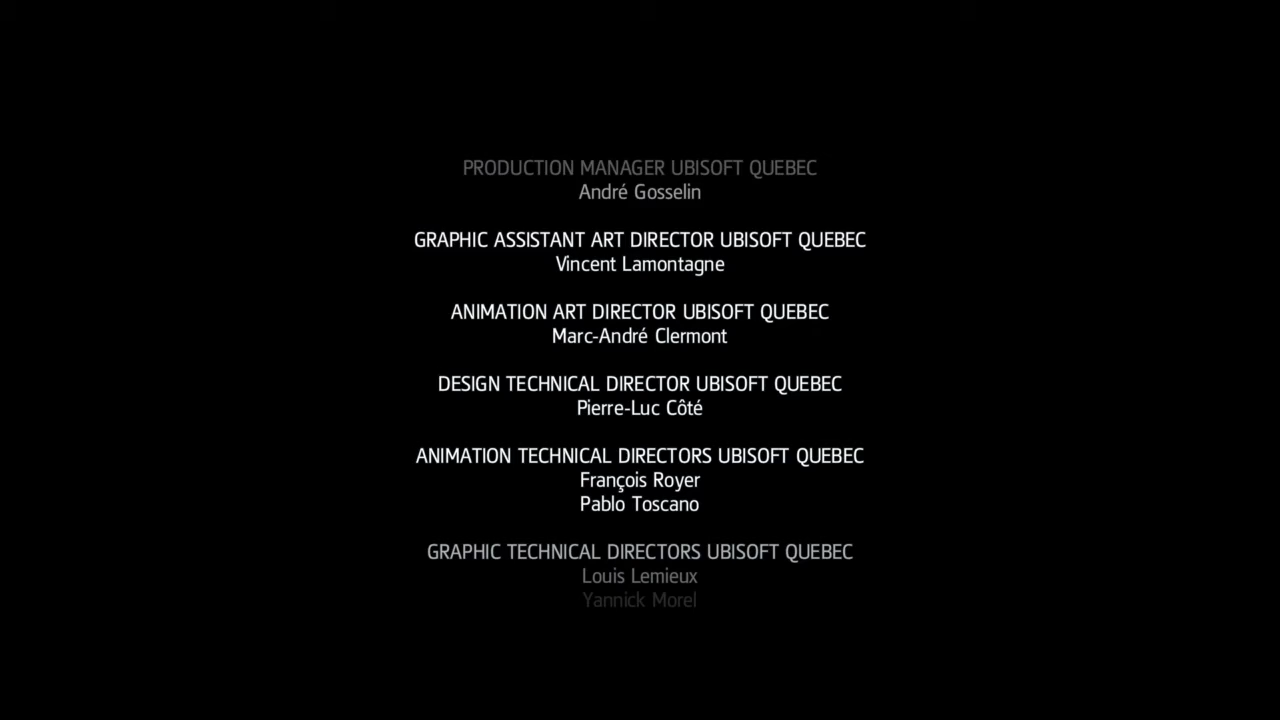 PRODUCTION MANAGER UBISOFT QUEBEC
André Gosselin
GRAPHIC ASSISTANT ART DIRECTOR UBISOFT QUEBEC
Vincent Lamontagne
ANIMATION ART DIRECTOR UBISOFT QUEBEC
Marc-André Clermont
DESIGN TECHNICAL DIRECTOR UBISOFT QUEBEC
Pierre-Luc Côté
ANIMATION TECHNICAL DIRECTORS UBISOFT QUEBEC
François Royer
Pablo Toscano
GRAPHIC TECHNICAL DIRECTORS UBISOFT QUEBEC
Louis Lemieux
Yannick Morel